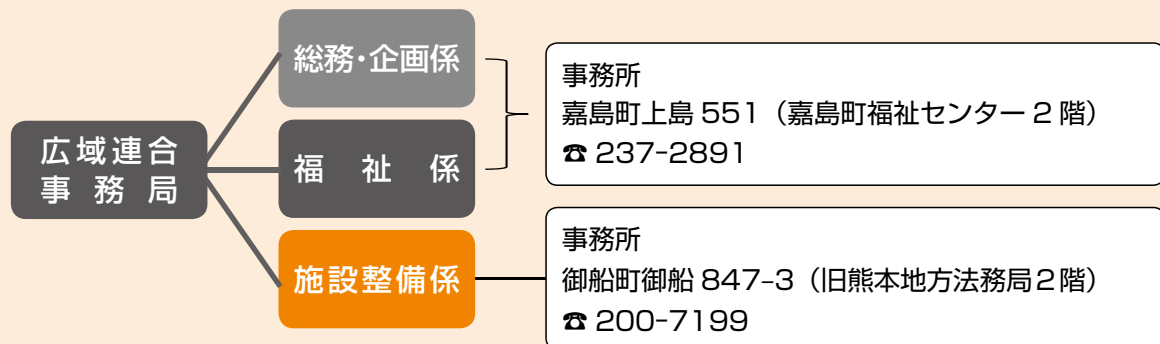 広域連合
事務局
総務・企画係
福祉係
施設整備係
事務所
嘉島町上島 551（嘉島町福祉センター 2 階）
☎ 237-2891
事務所
御船町御船 847-3（旧熊本地方法務局2階）
☎ 200-7199